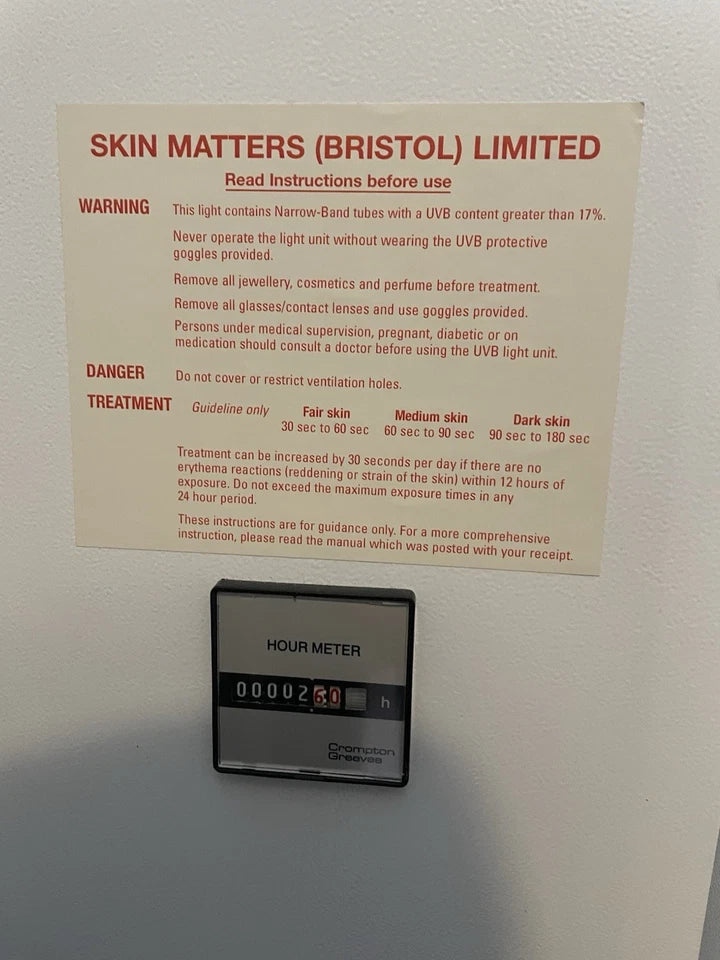 SKIN MATTERS (BRISTOL) LIMITED
Read Instructions before use
WARNING This light contains Narrow-Band tubes with a UVB content greater than 17%.
Never operate the light unit without wearing the UVB protective
goggles provided.
Remove all jewellery, cosmetics and perfume before treatment.
Remove all glasses/contact lenses and use goggles provided.
Persons under medical supervision, pregnant, diabetic or on
medication should consult a doctor before using the UVB light unit.
DANGER Do not cover or restrict ventilation holes.
TREATMENT Guideline only Fair skin Medium skin Dark skin
30 sec to 60 sec 60 sec to 90 sec 90 sec to 180 sec
Treatment can be increased by 30 seconds per day if there are no
erythema reactions (reddening or strain of the skin) within 12 hours of
exposure. Do not exceed the maximum exposure times in any
24 hour period.
These instructions are for guidance only. For a more comprehensive
instruction, please read the manual which was posted with your receipt.
HOUR METER
0000260 h
Crompton
Greaves